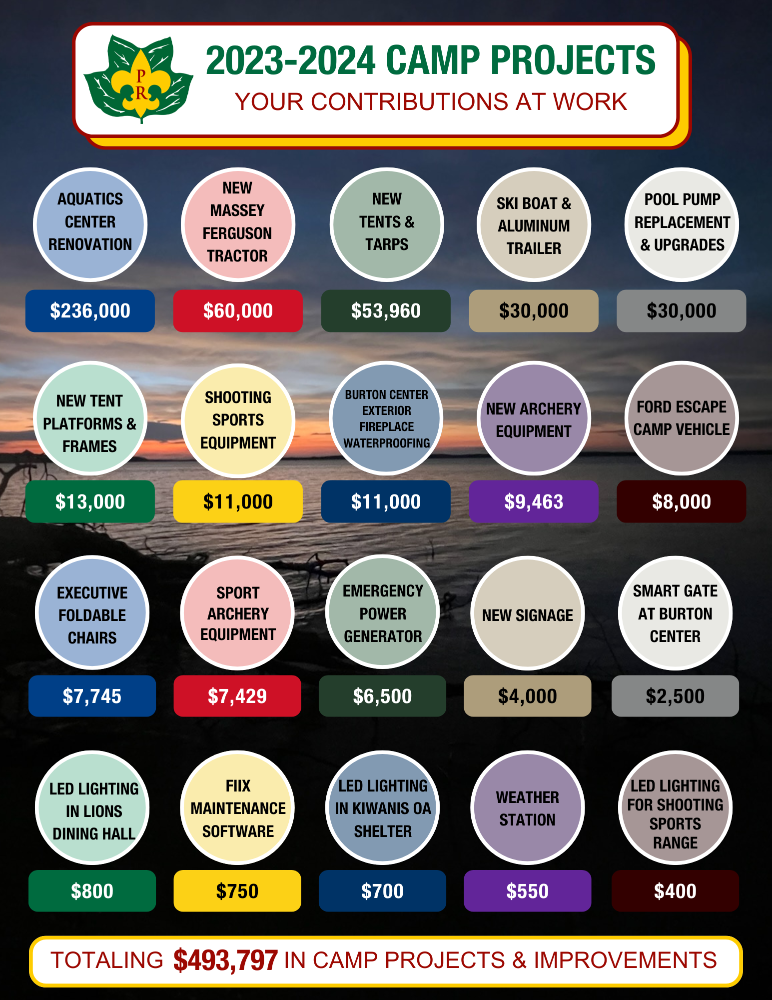 P
R
2023-2024 CAMP PROJECTS
YOUR CONTRIBUTIONS AT WORK
AQUATICS
CENTER
RENOVATION
$236,000
NEW
MASSEY
FERGUSON
TRACTOR
$60,000
NEW
TENTS &
TARPS
$53,960
SKI BOAT &
ALUMINUM
TRAILER
$30,000
POOL PUMP
REPLACEMENT
& UPGRADES
$30,000
NEW TENT
PLATFORMS &
FRAMES
$13,000
SHOOTING
SPORTS
EQUIPMENT
$11,000
BURTON CENTER
EXTERIOR
FIREPLACE
WATERPROOFING
$11,000
NEW ARCHERY
EQUIPMENT
$9,463
FORD ESCAPE
CAMP VEHICLE
$8,000
EXECUTIVE
FOLDABLE
CHAIRS
$7,745
SPORT
ARCHERY
EQUIPMENT
$7,429
EMERGENCY
POWER
GENERATOR
$6,500
NEW SIGNAGE
$4,000
SMART GATE
AT BURTON
CENTER
$2,500
LED LIGHTING
IN LIONS
DINING HALL
$800
FIIX
MAINTENANCE
SOFTWARE
$750
LED LIGHTING
IN KIWANIS OA
SHELTER
$700
WEATHER
STATION
$550
LED LIGHTING
FOR SHOOTING
SPORTS
RANGE
$400
TOTALING $493,797 IN CAMP PROJECTS & IMPROVEMENTS